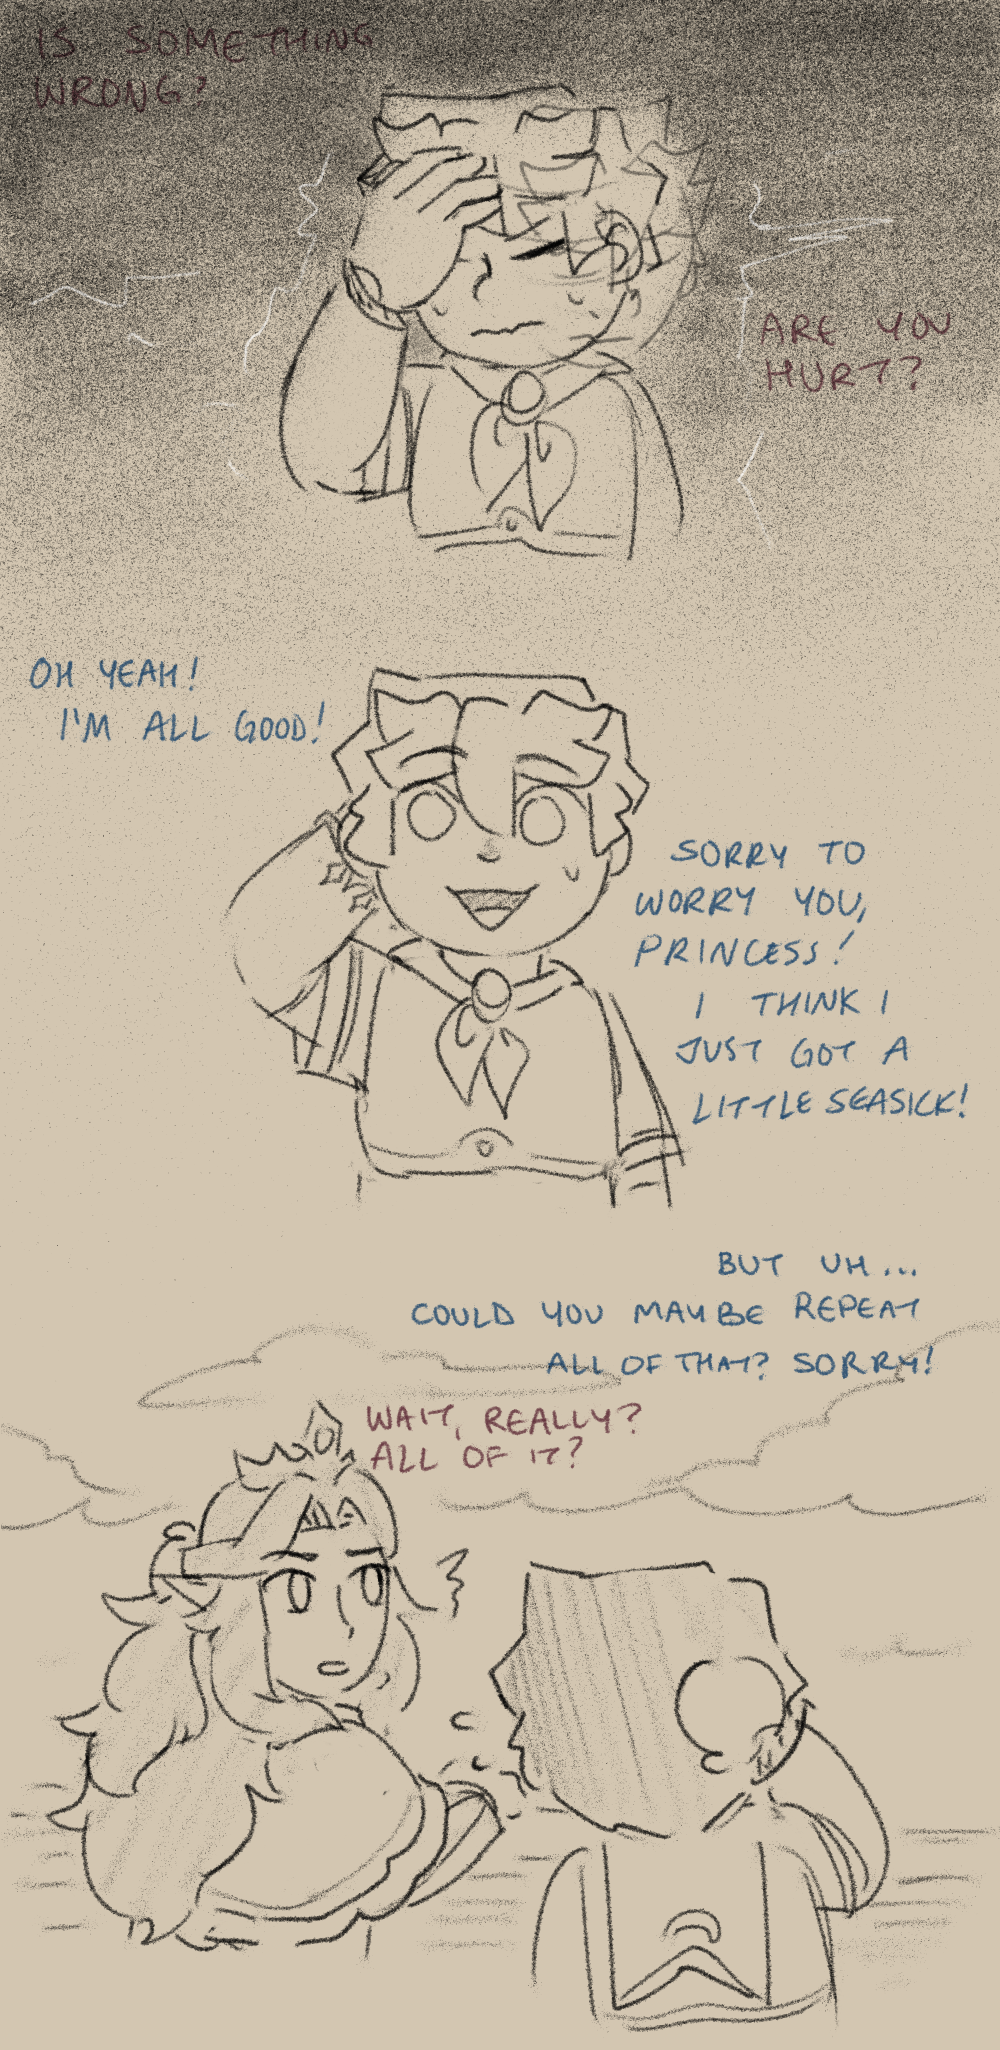 IS SOMETHING
WRONG?
ARE YOU
HURT?
OH YEAH!
I'M ALL GOOD!
SORRY TO
WORRY YOU,
PRINCESS!
I THINK I
JUST GOT A
LITTLE SEASICK!
BUT UH...
COULD YOU MAYBE REPEAT
ALL OF THAT? SORRY!
WAIT, REALLY?
ALL OF IT?